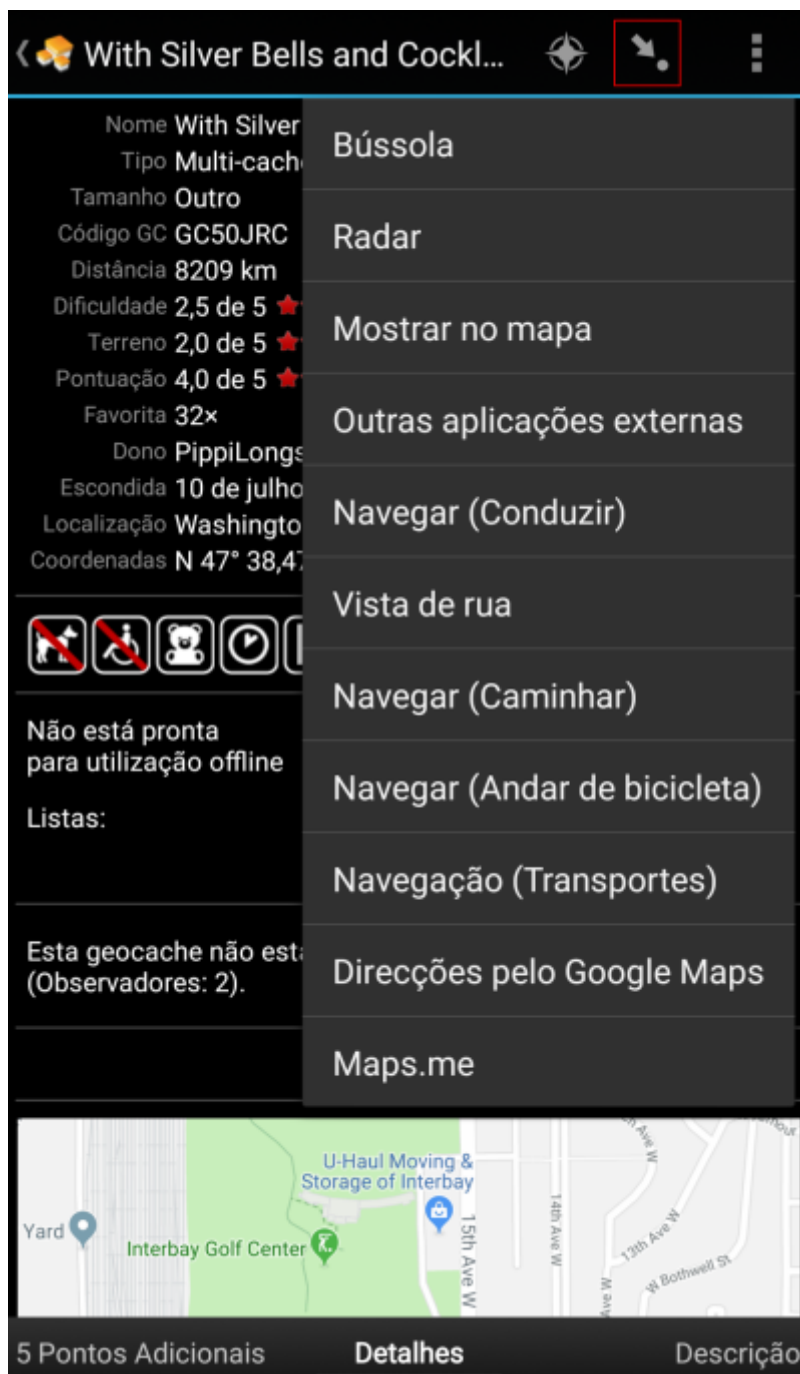 With Silver Bells and Cockl...
Nome With Silver
Tipo Multi-cach
Tamanho Outro
Código GC GC50JRC
Distância 8209 km
Dificuldade 2,5 de 5
Terreno 2,0 de 5
Pontuação 4,0 de 5
Favorita 32×
Dono PippiLongs
Escondida 10 de julho
Localização Washingto
Coordenadas N 47° 38,4
Não está pronta
para utilização offline
Listas:
Esta geocache não est
(Observadores: 2).
Bússola
Radar
Mostrar no mapa
Outras aplicações externas
Navegar (Conduzir)
Vista de rua
Navegar (Caminhar)
Navegar (Andar de bicicleta)
Navegação (Transportes)
Direcções pelo Google Maps
Maps.me
U-Haul Moving &
Storage of Interbay
Yard
Interbay Golf Center
15th Ave W
14th Ave W
13th Ave W
W Bothwell St
Ave W
Ave W
5 Pontos Adicionais
Detalhes
Descrição